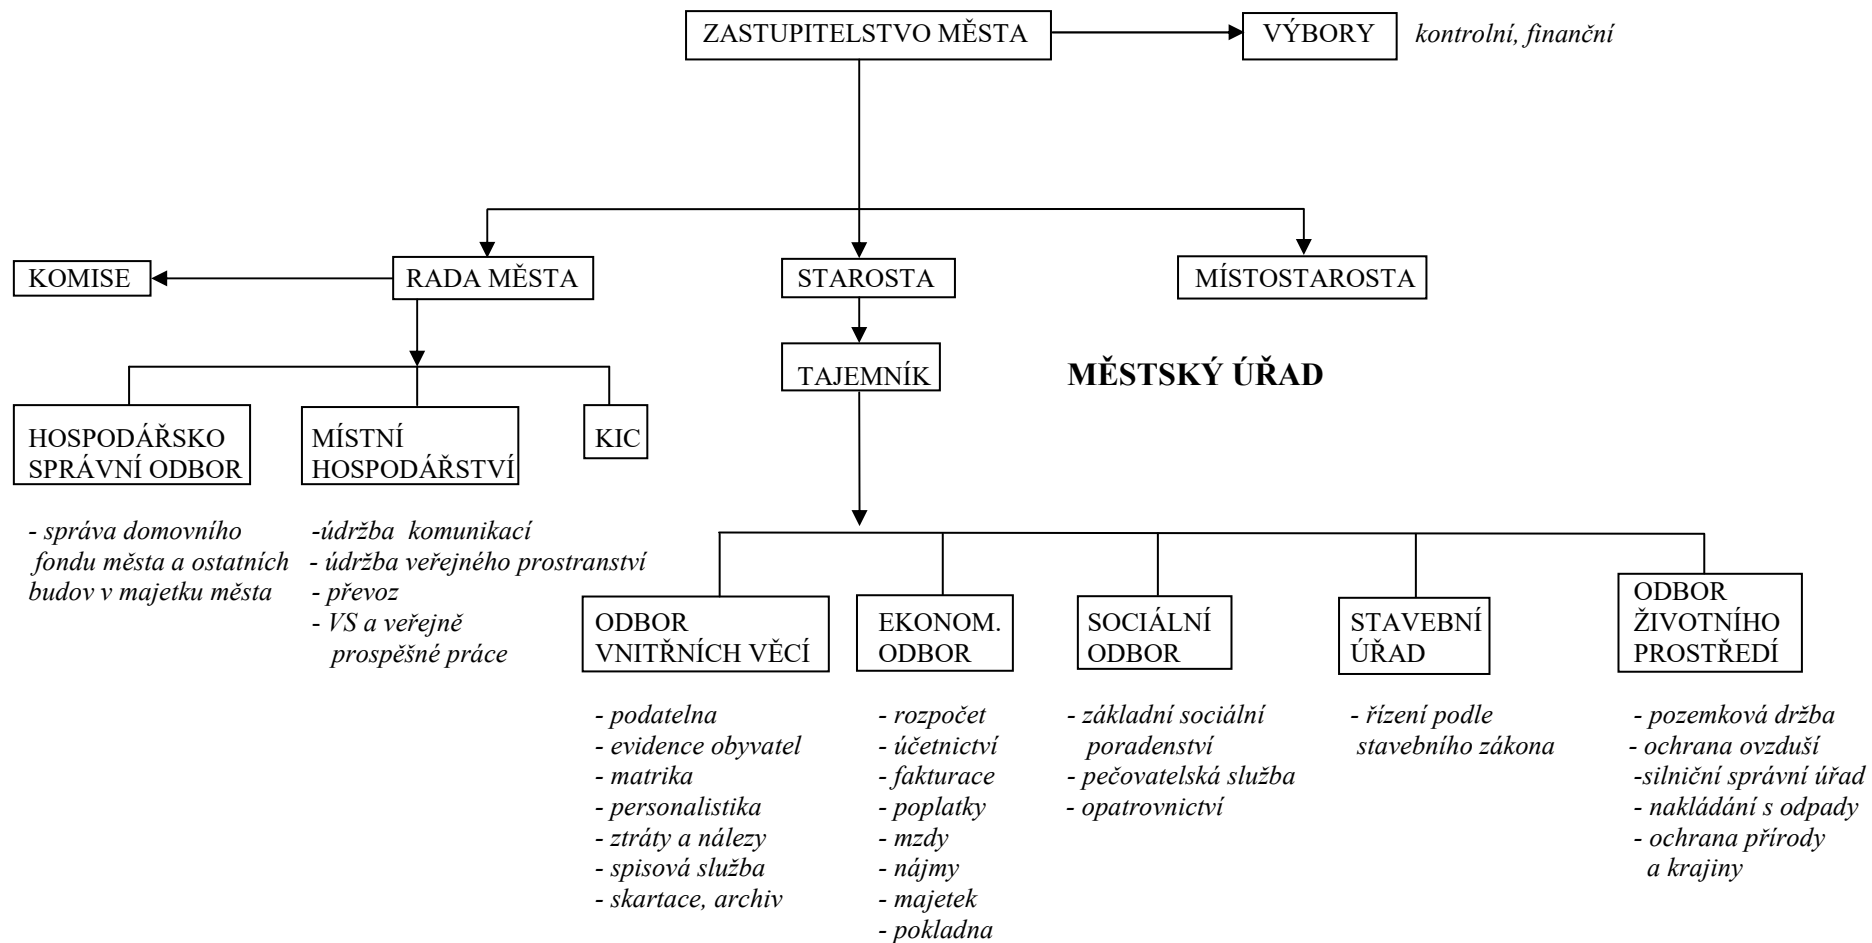 ZASTUPITELSTVO MĚSTA
VÝBORY
kontrolní, finanční
KOMISE
RADA MĚSTA
STAROSTA
MÍSTOSTAROSTA
TAJEMNÍK
MĚSTSKÝ ÚŘAD
HOSPODÁŘSKO
SPRÁVNÍ ODBOR
MÍSTNÍ
HOSPODÁŘSTVÍ
KIC
- správa domovního
fondu města a ostatních
budov v majetku města
-údržba komunikací
- údržba veřejného prostranství
- převoz
- VS a veřejně
prospěšné práce
ODBOR
VNITŘNÍCH VĚCÍ
EKONOM.
ODBOR
SOCIÁLNÍ
ODBOR
STAVEBNÍ
ÚŘAD
ODBOR
ŽIVOTNÍHO
PROSTŘEDÍ
- podatelna
- evidence obyvatel
- matrika
- personalistika
- ztráty a nálezy
- spisová služba
- skartace, archiv
- rozpočet
- účetnictví
- fakturace
- poplatky
- mzdy
- nájmy
- majetek
- pokladna
- základní sociální
poradenství
- pečovatelská služba
- opatrovnictví
- řízení podle
stavebního zákona
- pozemková držba
- ochrana ovzduší
-silniční správní úřad
- nakládání s odpady
- ochrana přírody
a krajiny